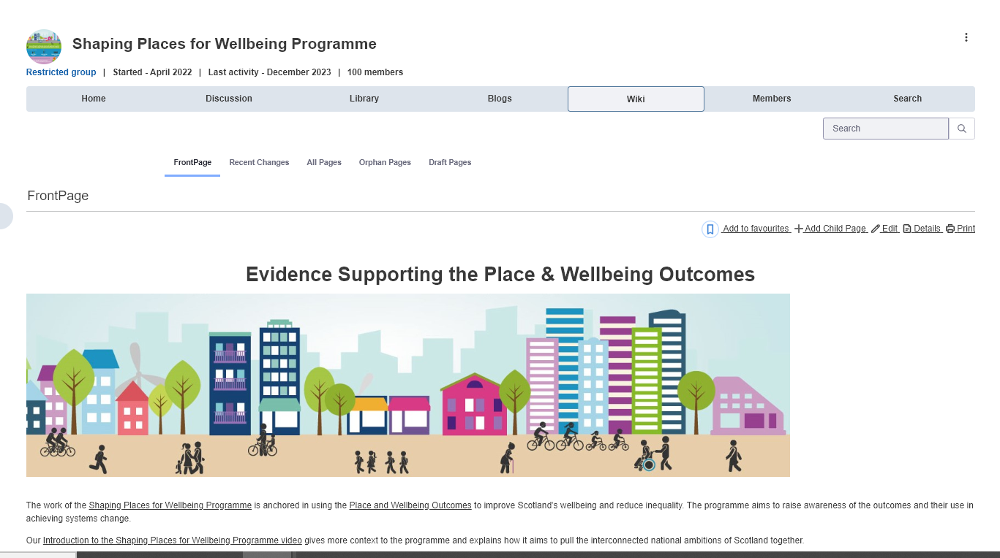 Shaping Places for Wellbeing Programme
Restricted group | Started - April 2022 | Last activity - December 2023 | 100 members
Home Discussion Library Blogs Wiki Members Search
Search
FrontPage Recent Changes All Pages Orphan Pages Draft Pages
FrontPage
Add to favourites Add Child Page Edit Details Print
Evidence Supporting the Place & Wellbeing Outcomes
The work of the Shaping Places for Wellbeing Programme is anchored in using the Place and Wellbeing Outcomes to improve Scotland's wellbeing and reduce inequality. The programme aims to raise awareness of the outcomes and their use in
achieving systems change.
Our Introduction to the Shaping Places for Wellbeing Programme video gives more context to the programme and explains how it aims to pull the interconnected national ambitions of Scotland together.